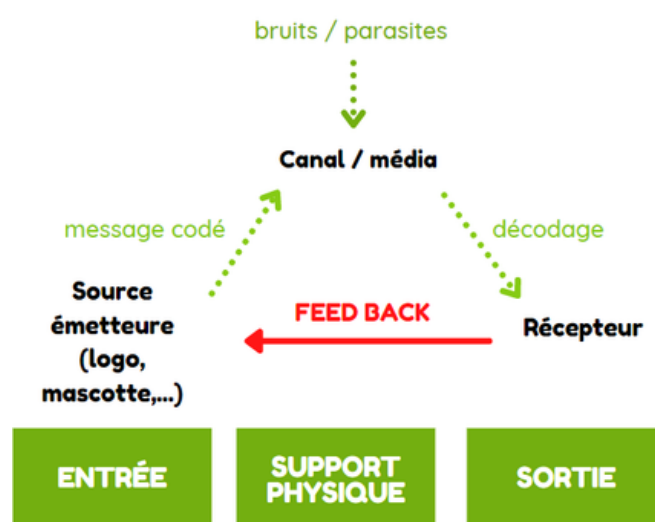 bruits / parasites
Canal / média
message codé
décodage
Source
émetteure
(logo,
mascotte,...)
FEED BACK
Récepteur
ENTRÉE
SUPPORT
PHYSIQUE
SORTIE